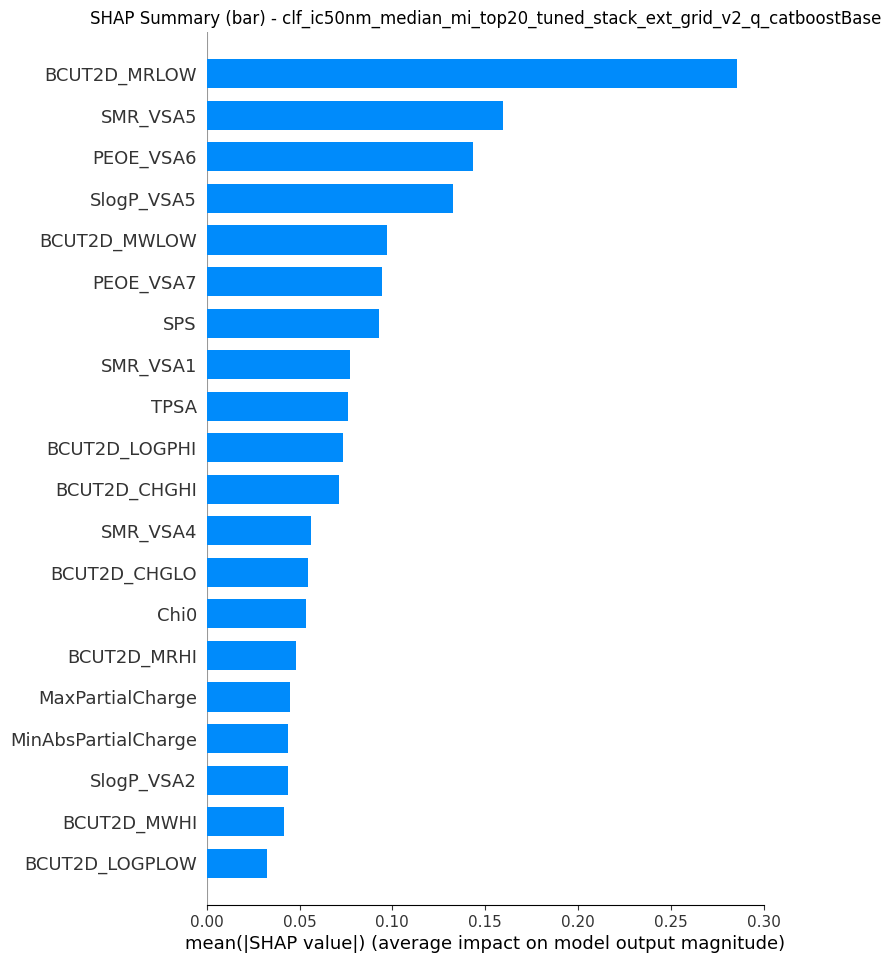 SHAP Summary (bar) - clf_ic50nm_median_mi_top20_tuned_stack_ext_grid_v2_q_catboostBase
BCUT2D_MRLOW
SMR_VSA5
PEOE_VSA6
SlogP_VSA5
BCUT2D_MWLOW
PEOE_VSA7
SPS
SMR_VSA1
TPSA
BCUT2D_LOGPHI
BCUT2D_CHGHI
SMR_VSA4
BCUT2D_CHGLO
Chi0
BCUT2D_MRHI
MaxPartialCharge
MinAbsPartialCharge
SlogP_VSA2
BCUT2D_MWHI
BCUT2D_LOGPLOW
0.00 0.05 0.10 0.15 0.20 0.25 0.30
mean(|SHAP value|) (average impact on model output magnitude)